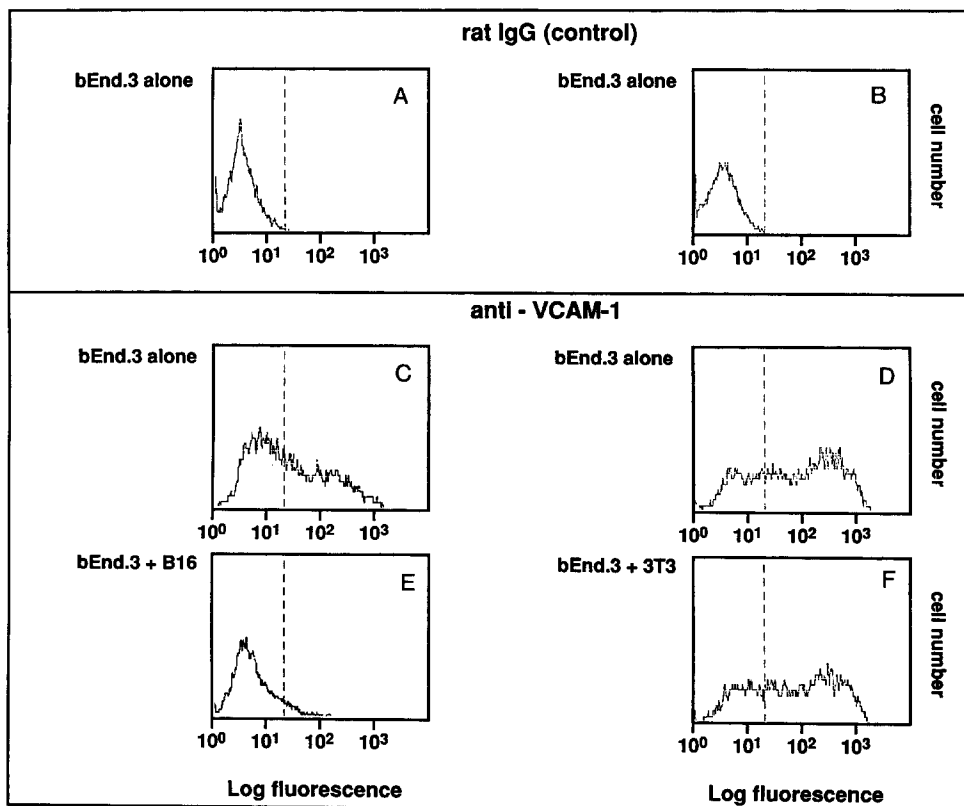 rat IgG (control)
bEnd.3 alone
A
bEnd.3 alone
B
cell number
10⁰ 10¹ 10² 10³
10⁰ 10¹ 10² 10³
anti - VCAM-1
bEnd.3 alone
C
bEnd.3 alone
D
cell number
10⁰ 10¹ 10² 10³
10⁰ 10¹ 10² 10³
bEnd.3 + B16
E
bEnd.3 + 3T3
F
cell number
10⁰ 10¹ 10² 10³
10⁰ 10¹ 10² 10³
Log fluorescence
Log fluorescence